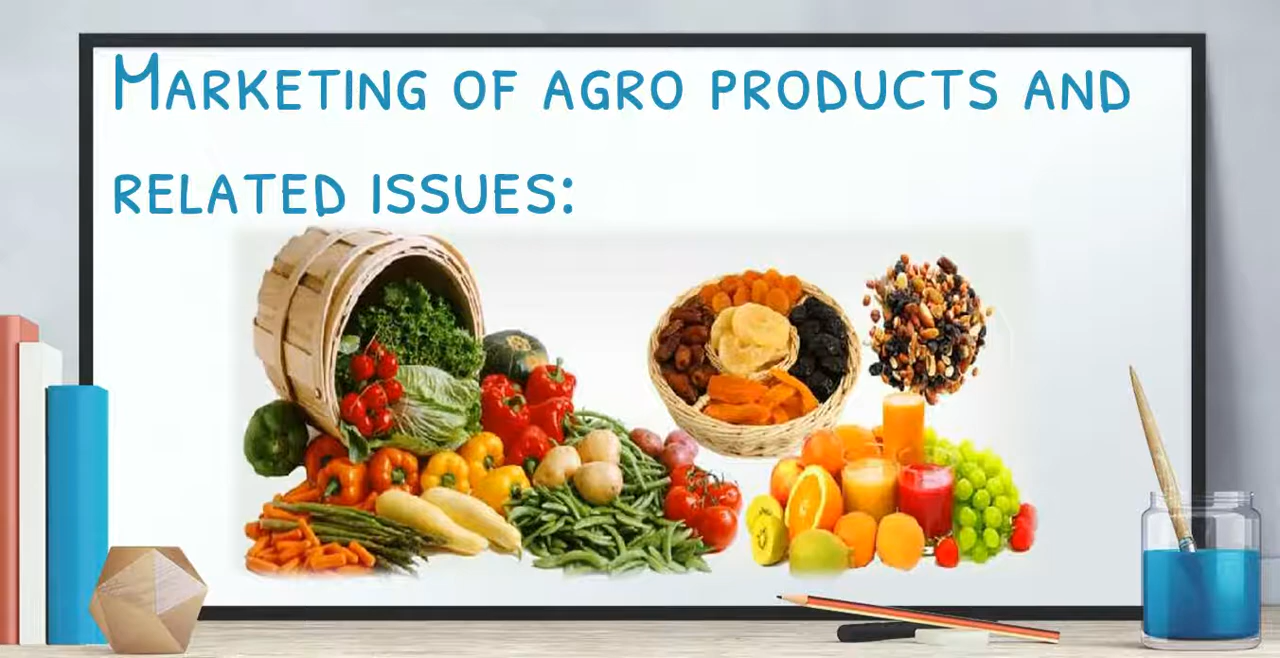 Marketing of agro products and
related issues: